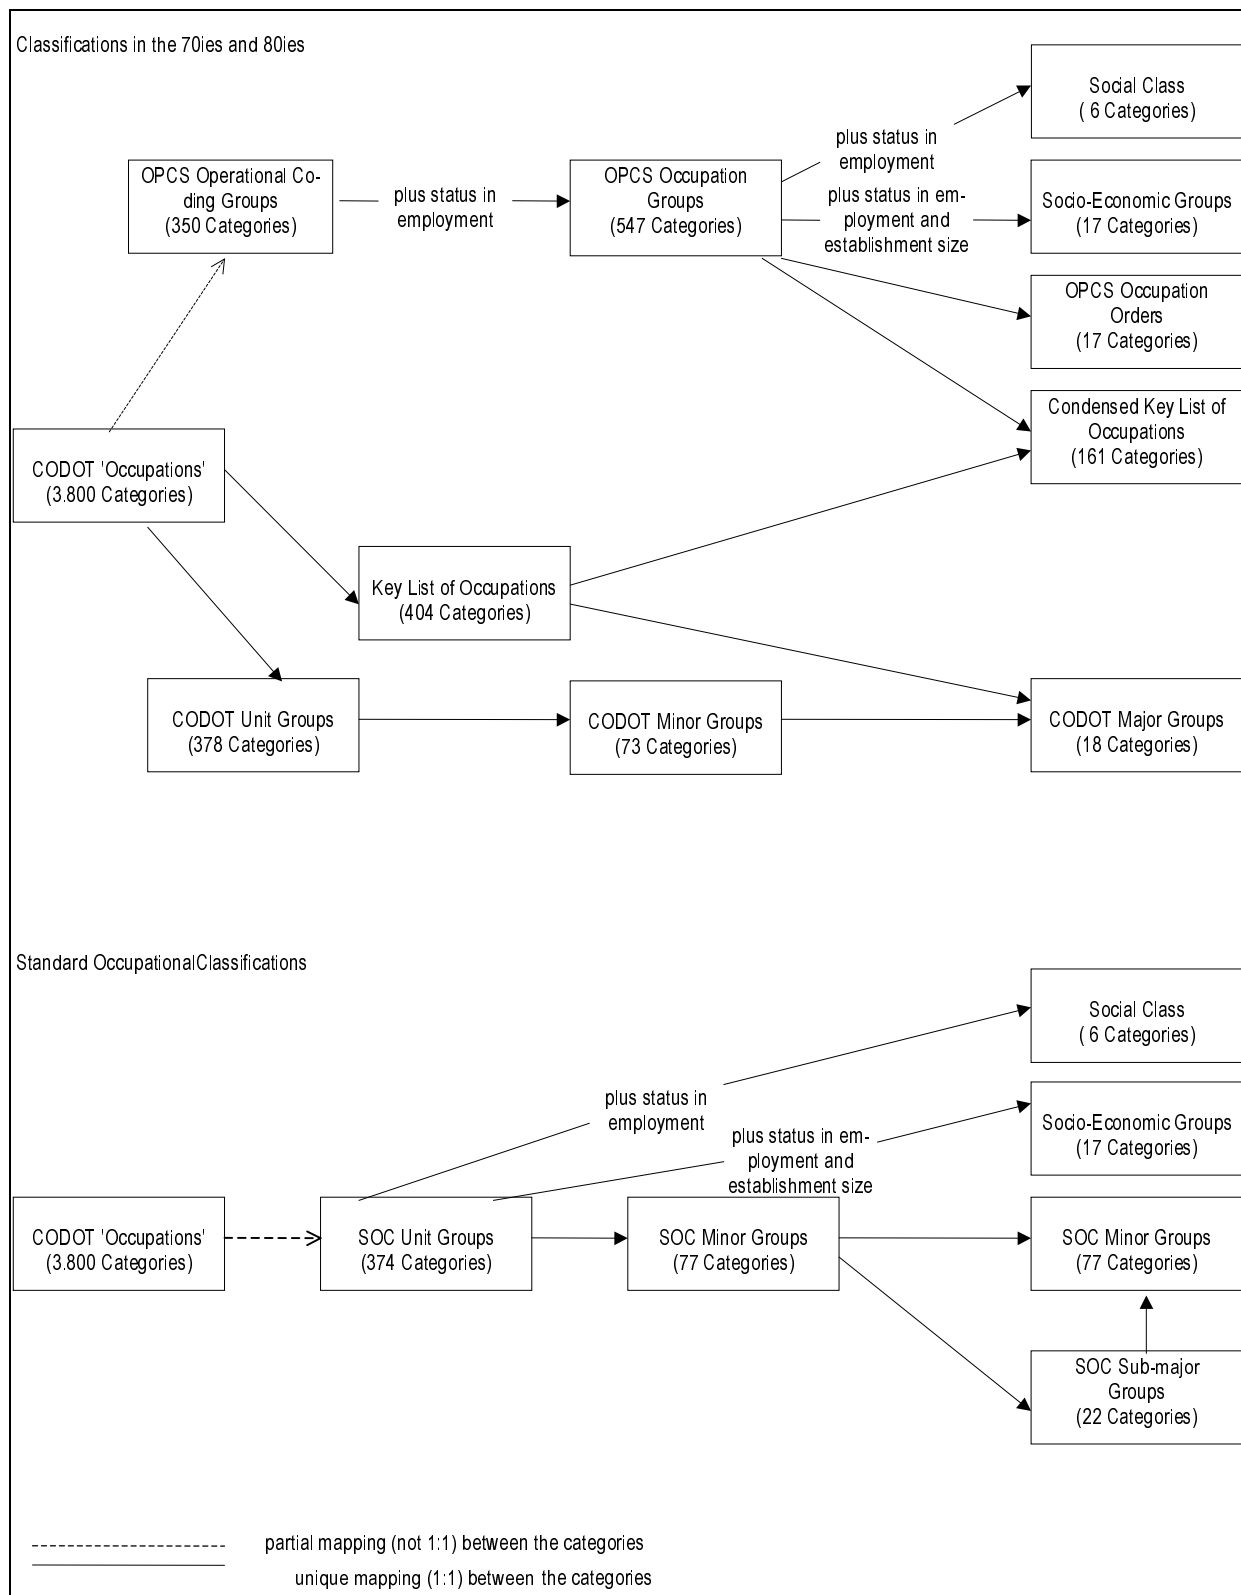 Classifications in the 70ies and 80ies
Social Class
( 6 Categories)
plus status in
employment
OPCS Operational Co-
ding Groups
(350 Categories)
plus status in
employment
OPCS Occupation
Groups
(547 Categories)
plus status in em-
ployment and
establishment size
Socio-Economic Groups
(17 Categories)
OPCS Occupation
Orders
(17 Categories)
Condensed Key List of
Occupations
(161 Categories)
CODOT 'Occupations'
(3.800 Categories)
Key List of Occupations
(404 Categories)
CODOT Unit Groups
(378 Categories)
CODOT Minor Groups
(73 Categories)
CODOT Major Groups
(18 Categories)
Standard OccupationalClassifications
Social Class
( 6 Categories)
plus status in
employment
plus status in em-
ployment and
establishment size
Socio-Economic Groups
(17 Categories)
CODOT 'Occupations'
(3.800 Categories)
SOC Unit Groups
(374 Categories)
SOC Minor Groups
(77 Categories)
SOC Minor Groups
(77 Categories)
SOC Sub-major
Groups
(22 Categories)
partial mapping (not 1:1) between the categories
unique mapping (1:1) between the categories